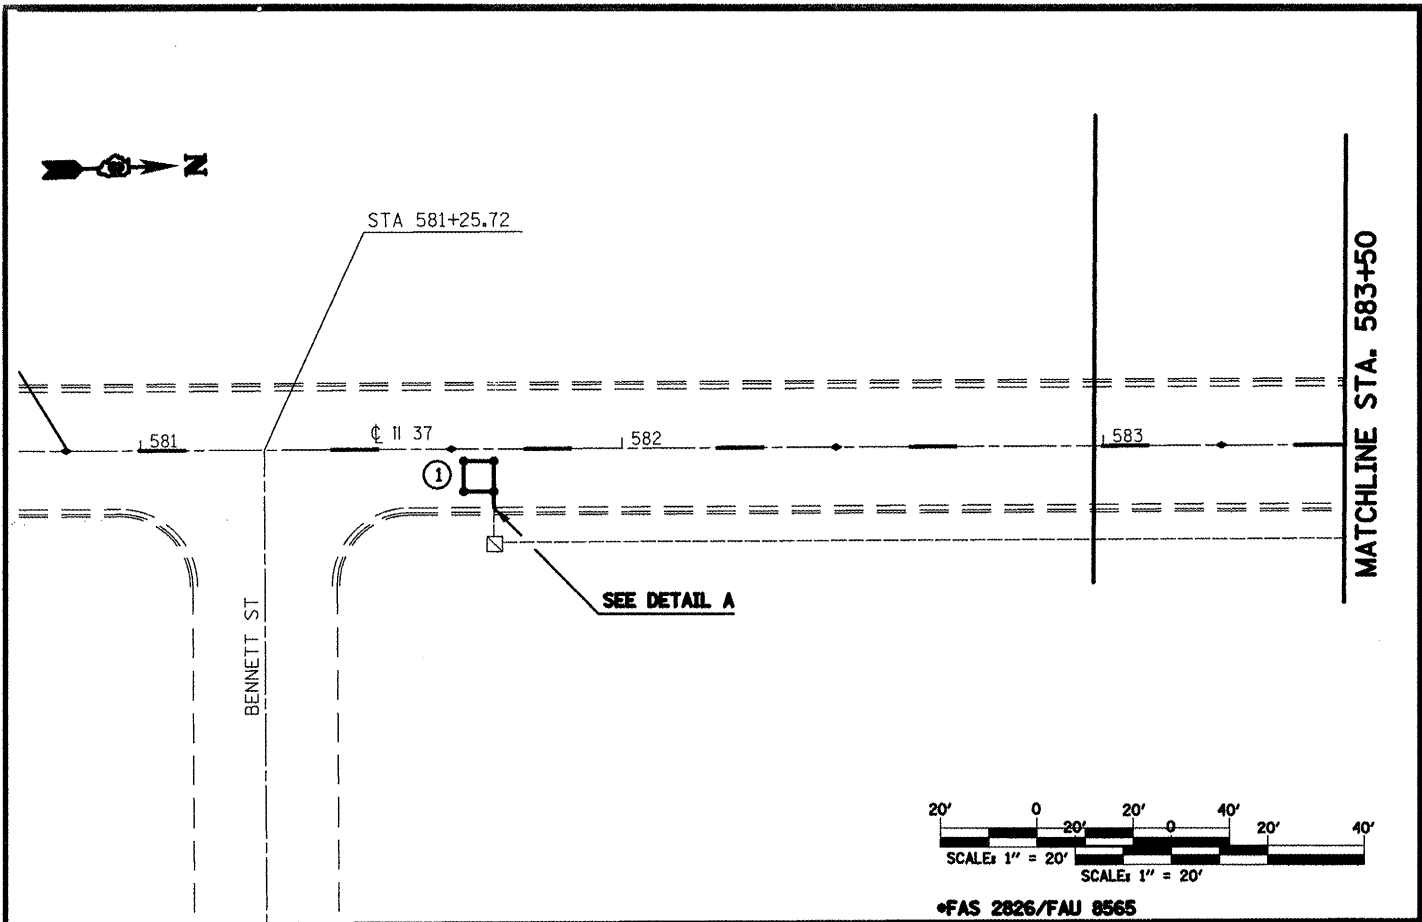 N
STA 581+25.72
MATCHLINE STA. 583+50
581
℄ Il 37
582
583
1
SEE DETAIL A
BENNETT ST
20' 0 20' 40'
20' 0 20' 40'
SCALE: 1" = 20'
SCALE: 1" = 20'
*FAS 2826/FAU 8565